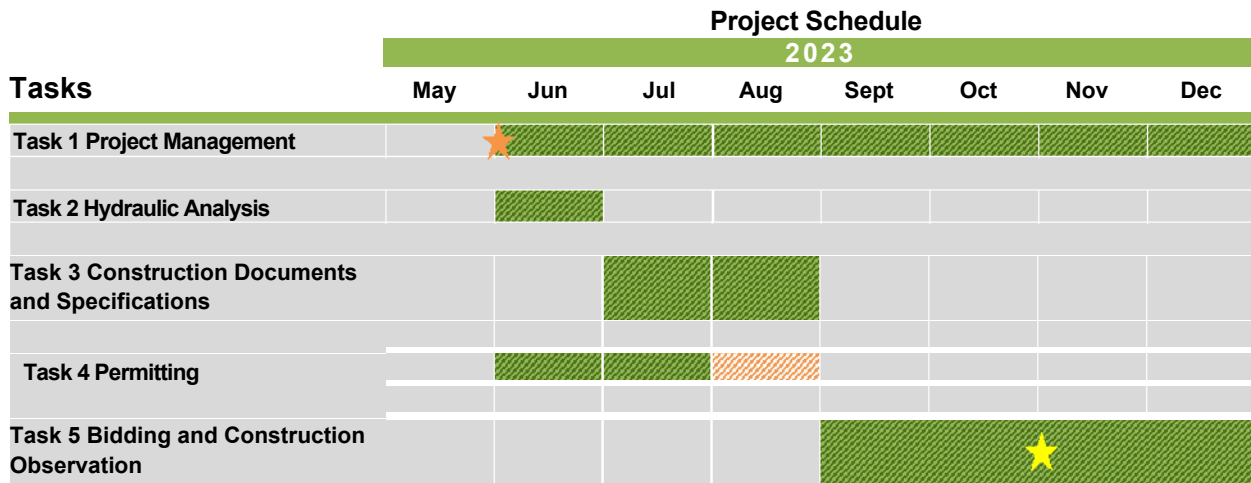 Project Schedule
2023
Tasks May Jun Jul Aug Sept Oct Nov Dec
Task 1 Project Management
Task 2 Hydraulic Analysis
Task 3 Construction Documents
and Specifications
Task 4 Permitting
Task 5 Bidding and Construction
Observation